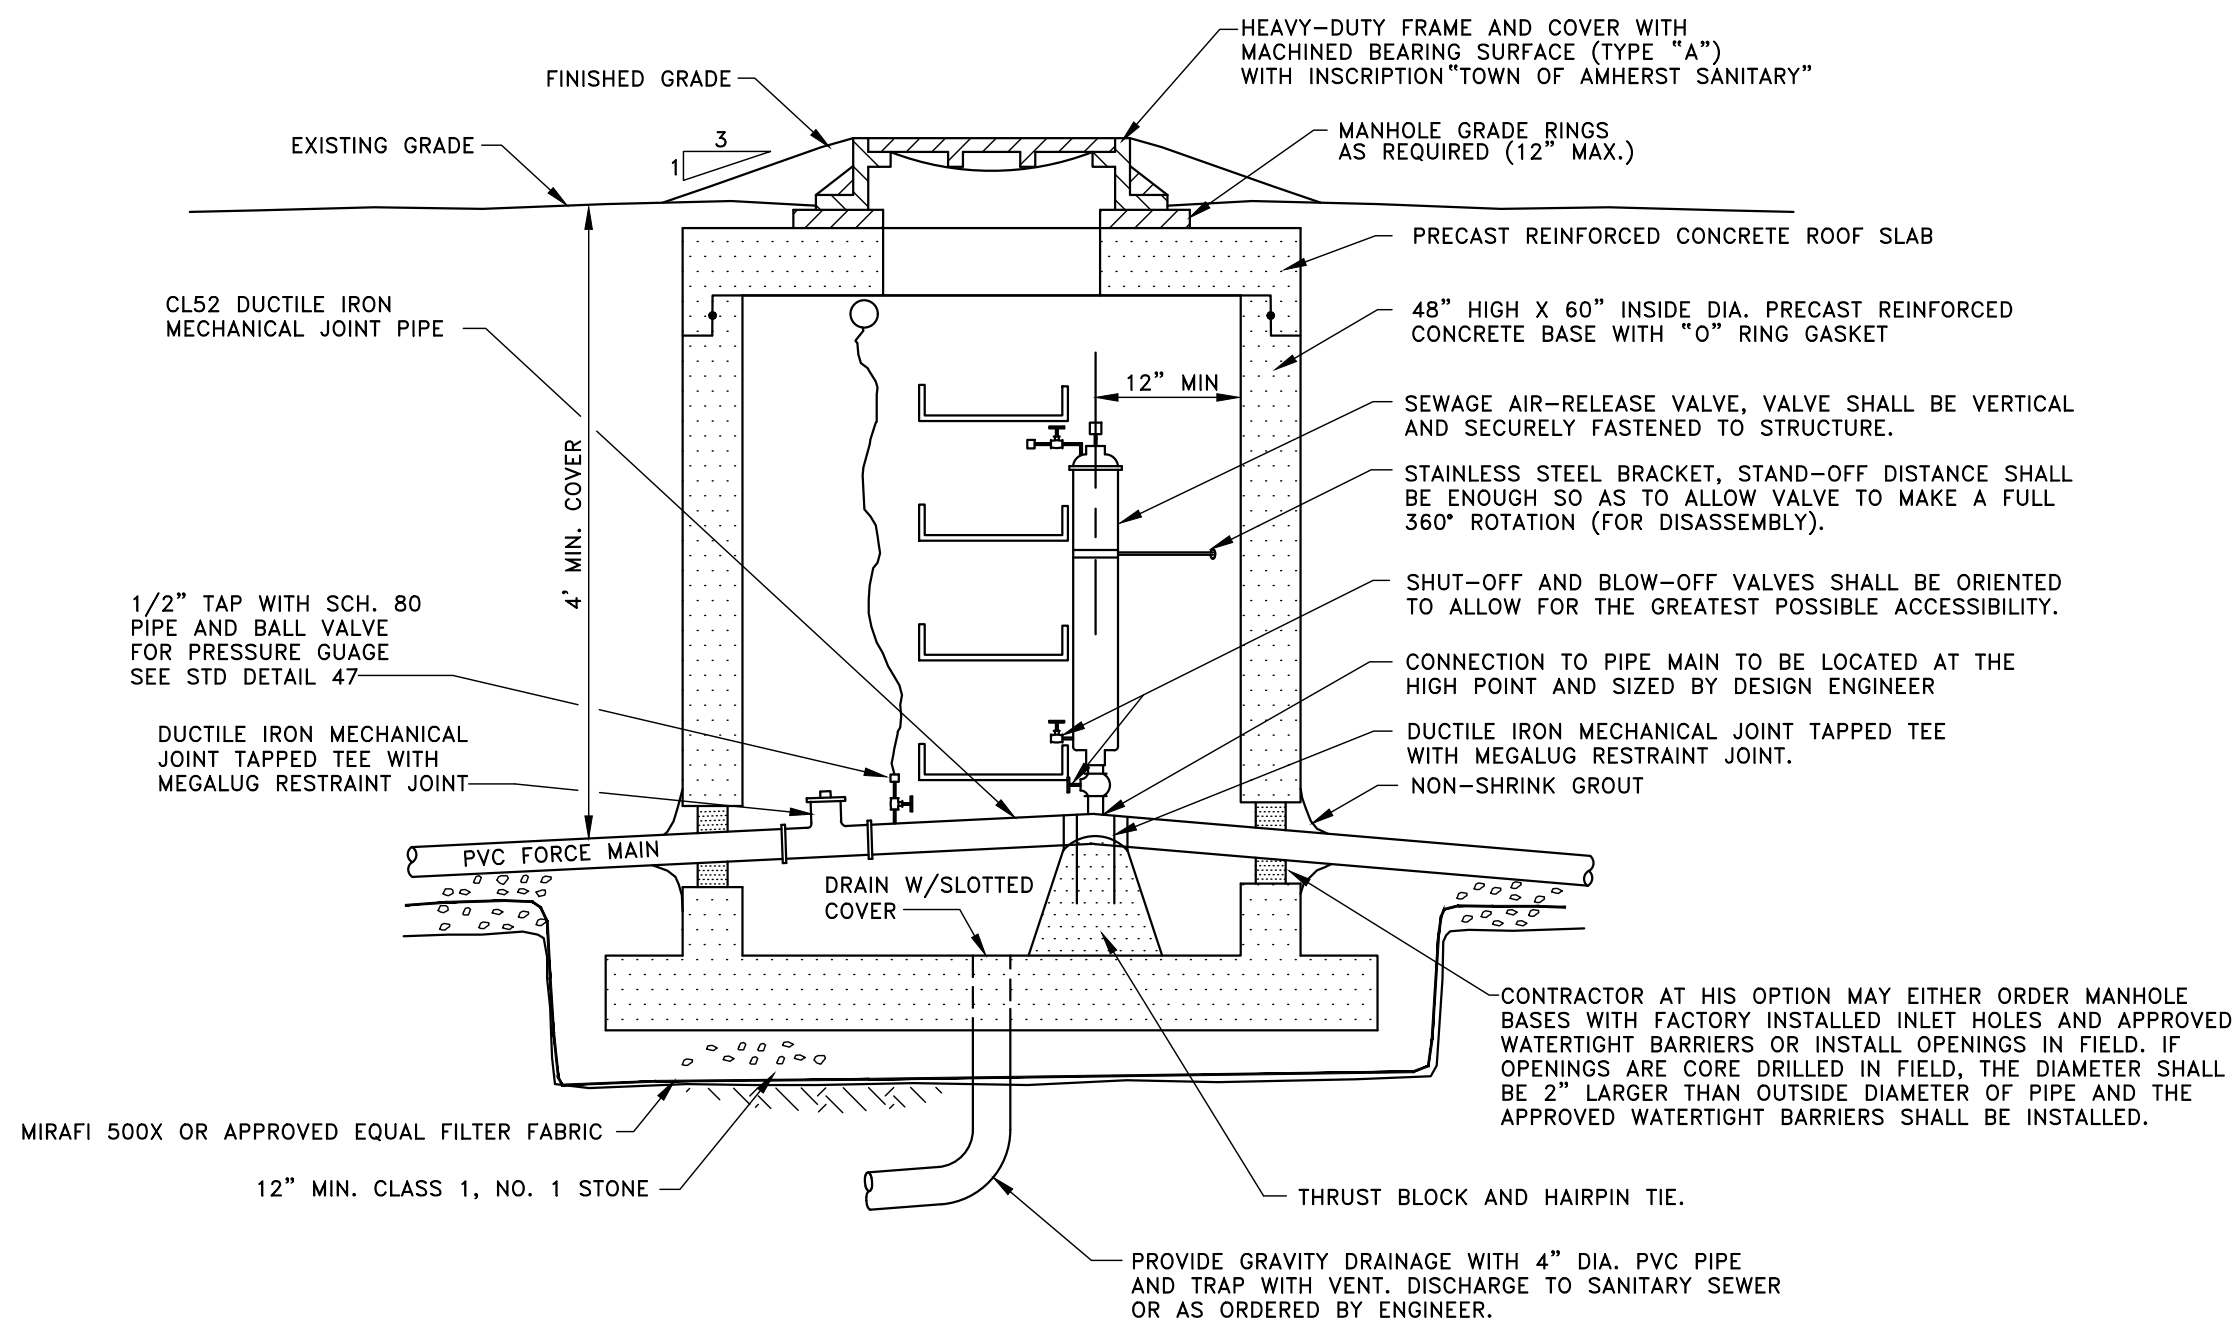 HEAVY-DUTY FRAME AND COVER WITH
MACHINED BEARING SURFACE (TYPE "A")
WITH INSCRIPTION "TOWN OF AMHERST SANITARY"
FINISHED GRADE
EXISTING GRADE
3
1
MANHOLE GRADE RINGS
AS REQUIRED (12" MAX.)
PRECAST REINFORCED CONCRETE ROOF SLAB
CL52 DUCTILE IRON
MECHANICAL JOINT PIPE
48" HIGH X 60" INSIDE DIA. PRECAST REINFORCED
CONCRETE BASE WITH "O" RING GASKET
12" MIN
SEWAGE AIR-RELEASE VALVE, VALVE SHALL BE VERTICAL
AND SECURELY FASTENED TO STRUCTURE.
STAINLESS STEEL BRACKET, STAND-OFF DISTANCE SHALL
BE ENOUGH SO AS TO ALLOW VALVE TO MAKE A FULL
360° ROTATION (FOR DISASSEMBLY).
4' MIN. COVER
SHUT-OFF AND BLOW-OFF VALVES SHALL BE ORIENTED
TO ALLOW FOR THE GREATEST POSSIBLE ACCESSIBILITY.
1/2" TAP WITH SCH. 80
PIPE AND BALL VALVE
FOR PRESSURE GUAGE
SEE STD DETAIL 47
CONNECTION TO PIPE MAIN TO BE LOCATED AT THE
HIGH POINT AND SIZED BY DESIGN ENGINEER
DUCTILE IRON MECHANICAL
JOINT TAPPED TEE WITH
MEGALUG RESTRAINT JOINT
DUCTILE IRON MECHANICAL JOINT TAPPED TEE
WITH MEGALUG RESTRAINT JOINT.
NON-SHRINK GROUT
PVC FORCE MAIN
DRAIN W/SLOTTED
COVER
CONTRACTOR AT HIS OPTION MAY EITHER ORDER MANHOLE
BASES WITH FACTORY INSTALLED INLET HOLES AND APPROVED
WATERTIGHT BARRIERS OR INSTALL OPENINGS IN FIELD. IF
OPENINGS ARE CORE DRILLED IN FIELD, THE DIAMETER SHALL
BE 2" LARGER THAN OUTSIDE DIAMETER OF PIPE AND THE
APPROVED WATERTIGHT BARRIERS SHALL BE INSTALLED.
MIRAFI 500X OR APPROVED EQUAL FILTER FABRIC
12" MIN. CLASS 1, NO. 1 STONE
THRUST BLOCK AND HAIRPIN TIE.
PROVIDE GRAVITY DRAINAGE WITH 4" DIA. PVC PIPE
AND TRAP WITH VENT. DISCHARGE TO SANITARY SEWER
OR AS ORDERED BY ENGINEER.